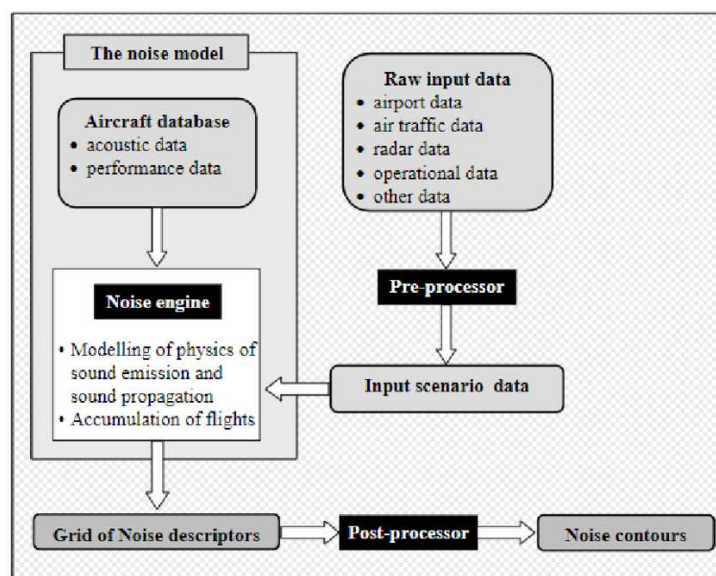 The noise model
Aircraft database
• acoustic data
• performance data
Noise engine
• Modelling of physics of
sound emission and
sound propagation
• Accumulation of flights
Raw input data
• airport data
• air traffic data
• radar data
• operational data
• other data
Pre-processor
Input scenario data
Grid of Noise descriptors
Post-processor
Noise contours